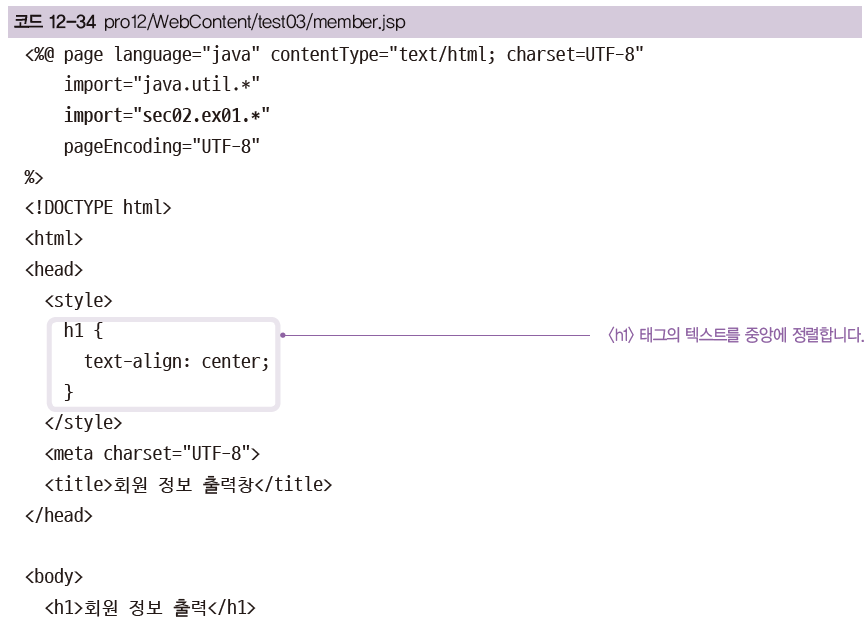 코드 12-34 pro12/WebContent/test03/member.jsp
<%@ page language="java" contentType="text/html; charset=UTF-8"
    import="java.util.*"
    import="sec02.ex01.*"
    pageEncoding="UTF-8"
%>
<!DOCTYPE html>
<html>
<head>
  <style>
    h1 {
      text-align: center;
    }
〈h1〉 태그의 텍스트를 중앙에 정렬합니다.
  </style>
  <meta charset="UTF-8">
  <title>회원 정보 출력창</title>
</head>

<body>
  <h1>회원 정보 출력</h1>